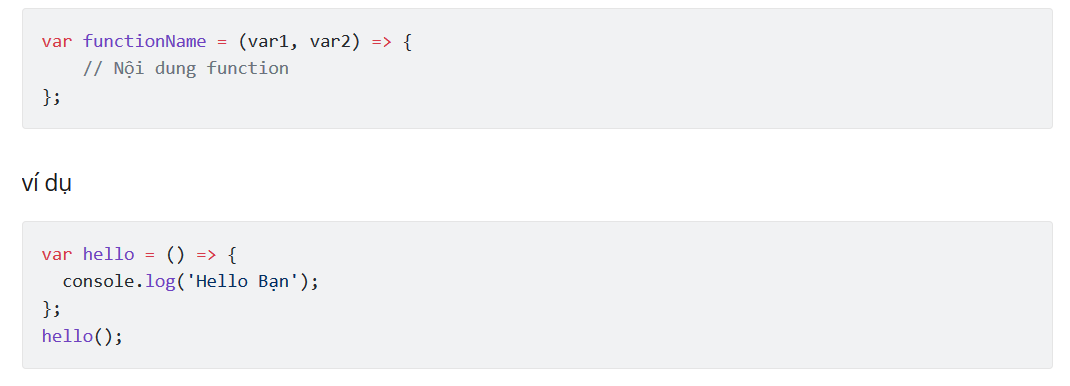 var functionName = (var1, var2) => {
    // Nội dung function
};
ví dụ
var hello = () => {
  console.log('Hello Bạn');
};
hello();